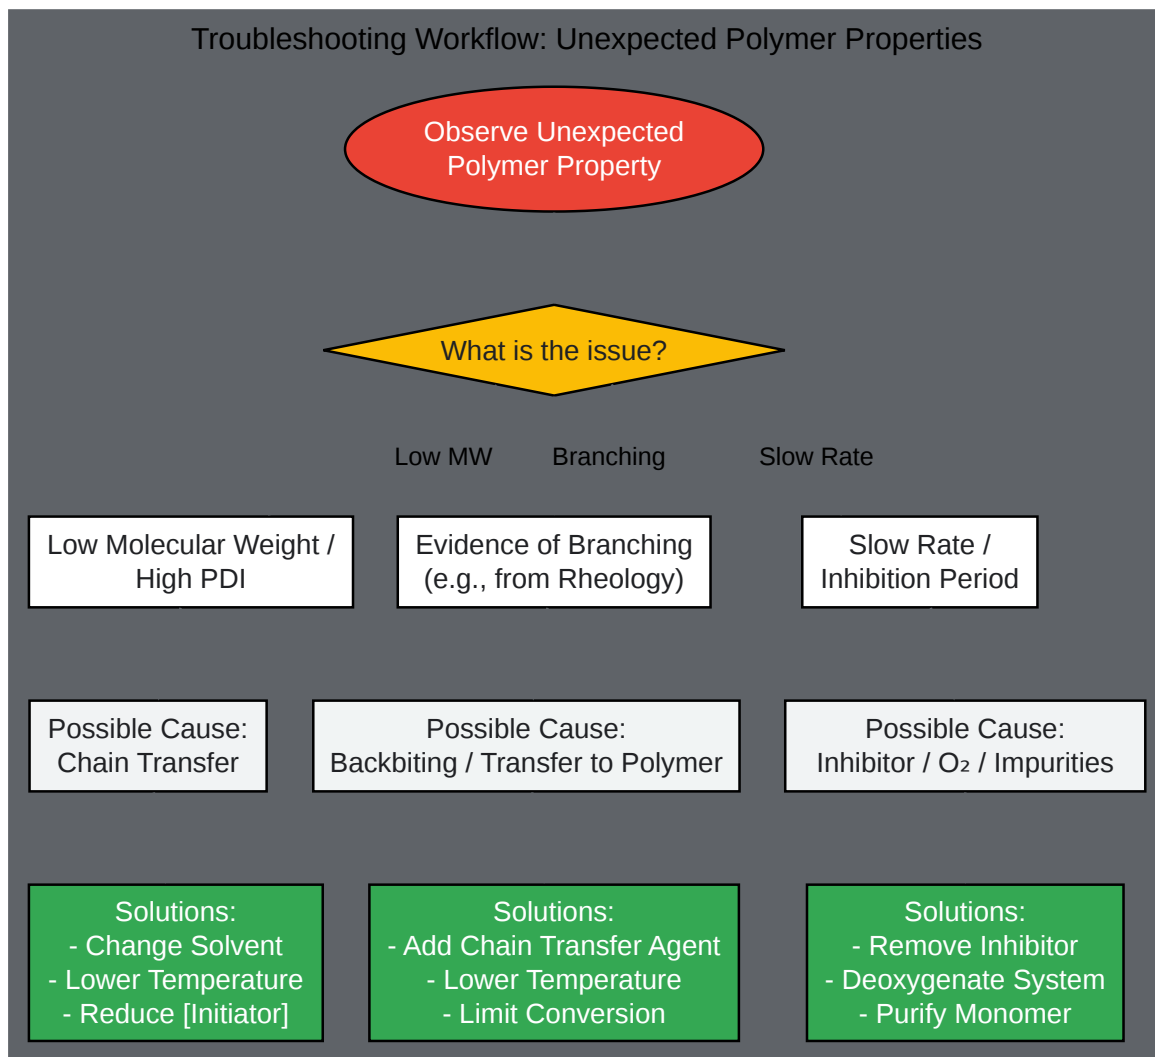 Troubleshooting Workflow: Unexpected Polymer Properties
Observe Unexpected
Polymer Property
What is the issue?
Low MW
Branching
Slow Rate
Low Molecular Weight /
High PDI
Evidence of Branching
(e.g., from Rheology)
Slow Rate /
Inhibition Period
Possible Cause:
Chain Transfer
Possible Cause:
Backbiting / Transfer to Polymer
Possible Cause:
Inhibitor / O₂ / Impurities
Solutions:
- Change Solvent
- Lower Temperature
- Reduce [Initiator]
Solutions:
- Add Chain Transfer Agent
- Lower Temperature
- Limit Conversion
Solutions:
- Remove Inhibitor
- Deoxygenate System
- Purify Monomer